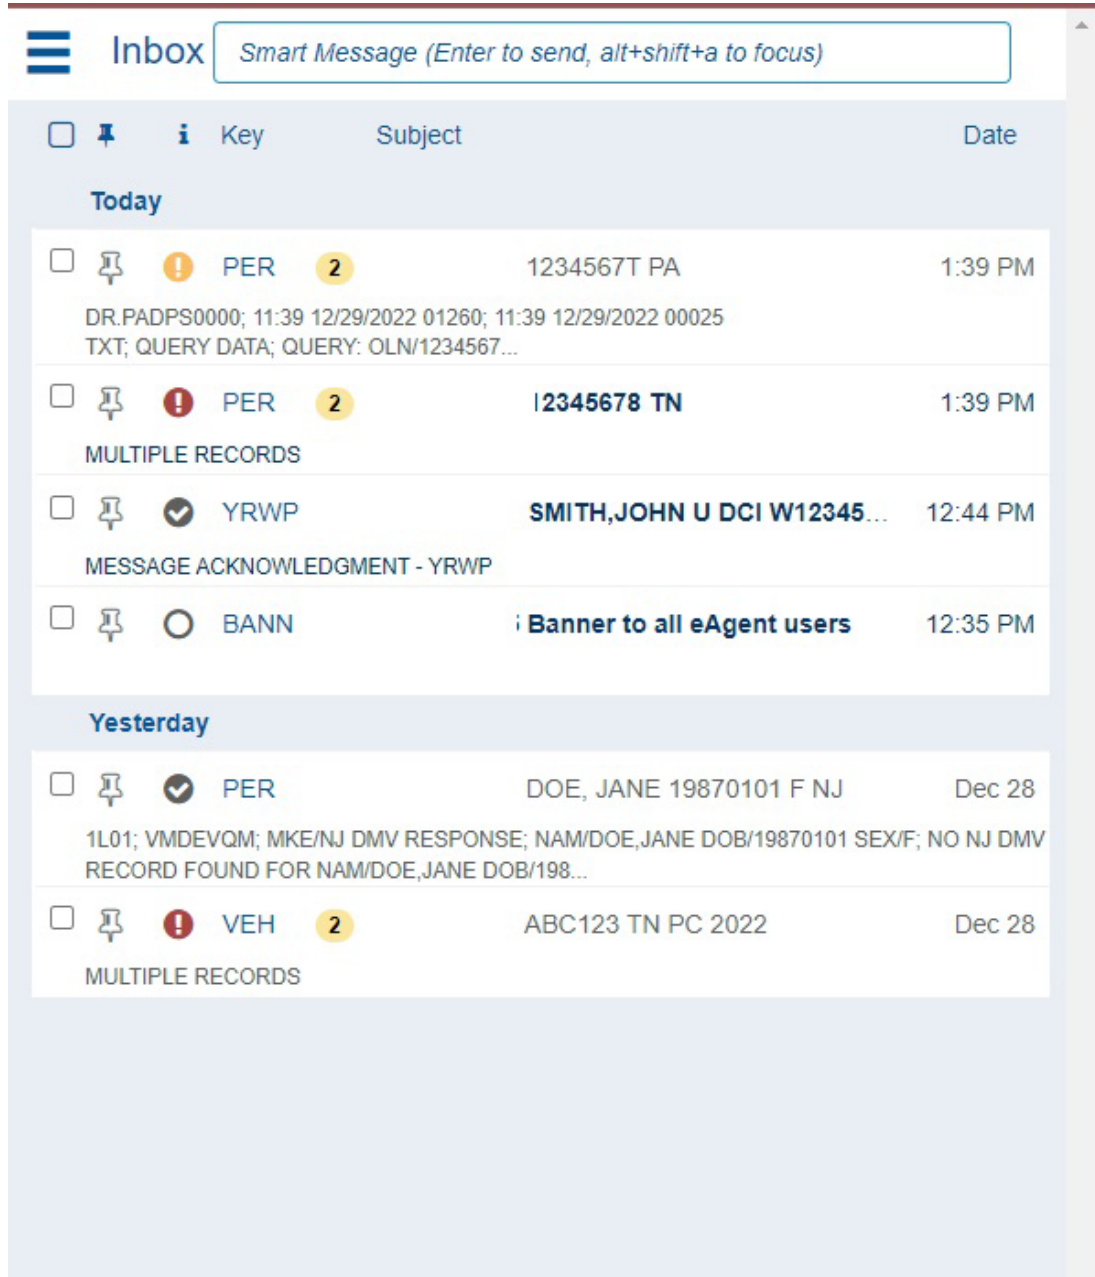 Inbox Smart Message (Enter to send, alt+shift+a to focus)
i Key Subject Date
Today
PER 2 1234567T PA 1:39 PM
DR.PADPS0000; 11:39 12/29/2022 01260; 11:39 12/29/2022 00025
TXT; QUERY DATA; QUERY: OLN/1234567...
PER 2 12345678 TN 1:39 PM
MULTIPLE RECORDS
YRWP SMITH,JOHN U DCI W12345... 12:44 PM
MESSAGE ACKNOWLEDGMENT - YRWP
BANN Banner to all eAgent users 12:35 PM
Yesterday
PER DOE, JANE 19870101 F NJ Dec 28
1L01; VMDEVQM; MKE/NJ DMV RESPONSE; NAM/DOE,JANE DOB/19870101 SEX/F; NO NJ DMV
RECORD FOUND FOR NAM/DOE,JANE DOB/198...
VEH 2 ABC123 TN PC 2022 Dec 28
MULTIPLE RECORDS